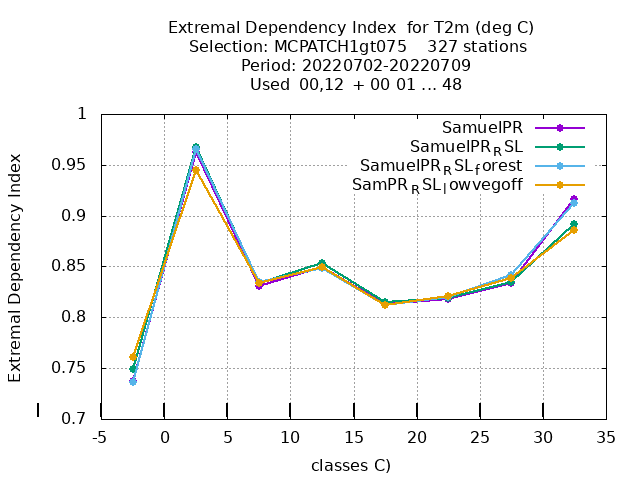 Extremal Dependency Index for T2m (deg C)
Selection: MCPATCH1gt075 327 stations
Period: 20220702-20220709
Used 00,12 + 00 01 ... 48
Extremal Dependency Index
1
0.95
0.9
0.85
0.8
0.75
0.7
SamuelPR
SamuelPR_RSL
SamuelPR_RSL_forest
SamPR_RSL_lowvegoff
-5 0 5 10 15 20 25 30 35
classes C)